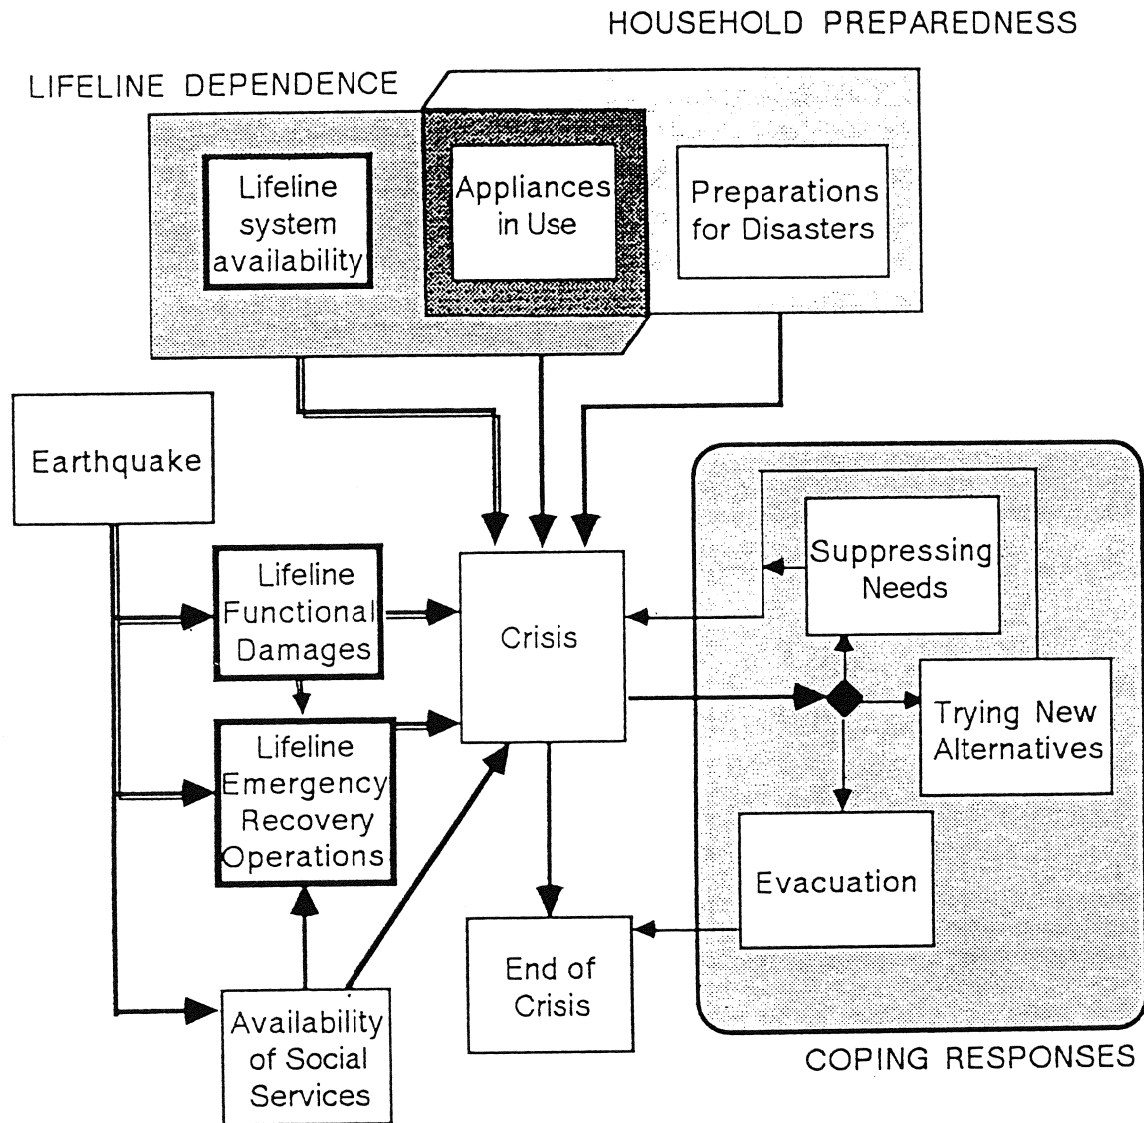 HOUSEHOLD PREPAREDNESS
LIFELINE DEPENDENCE
Lifeline
system
availability
Appliances
in Use
Preparations
for Disasters
Earthquake
Lifeline
Functional
Damages
Crisis
Suppressing
Needs
Trying New
Alternatives
Lifeline
Emergency
Recovery
Operations
Evacuation
End of
Crisis
Availability
of Social
Services
COPING RESPONSES